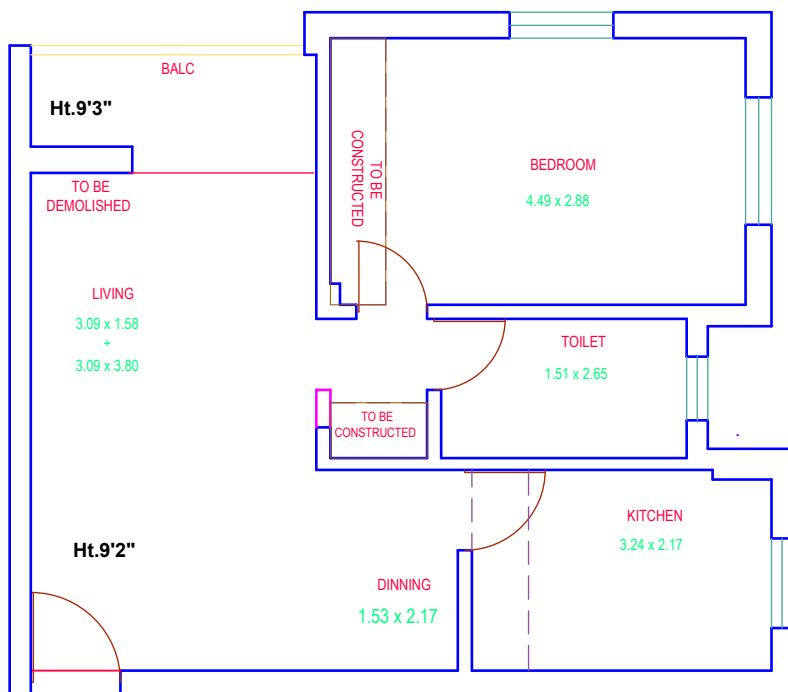 BALC
Ht.9'3"
TO BE
CONSTRUCTED
BEDROOM
4.49 x 2.88
TO BE
DEMOLISHED
LIVING
3.09 x 1.58
+
3.09 x 3.80
TOILET
1.51 x 2.65
TO BE
CONSTRUCTED
KITCHEN
3.24 x 2.17
Ht.9'2"
DINNING
1.53 x 2.17